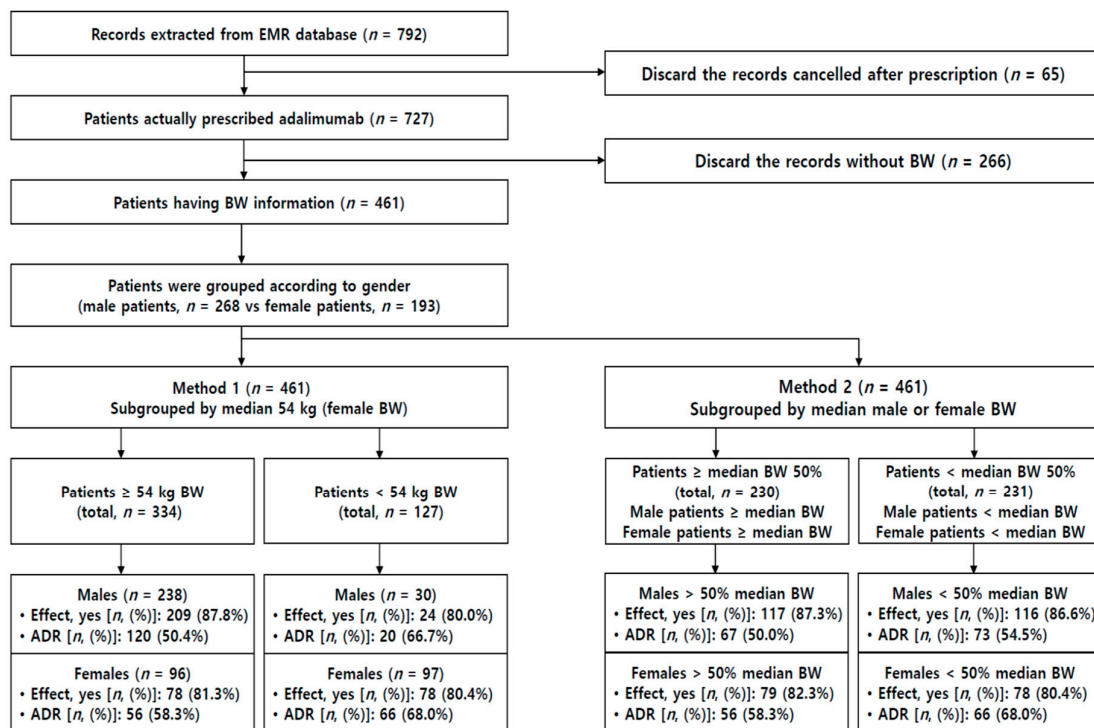 Records extracted from EMR database (n = 792)
Discard the records cancelled after prescription (n = 65)
Patients actually prescribed adalimumab (n = 727)
Discard the records without BW (n = 266)
Patients having BW information (n = 461)
Patients were grouped according to gender
(male patients, n = 268 vs female patients, n = 193)
Method 1 (n = 461)
Subgrouped by median 54 kg (female BW)
Method 2 (n = 461)
Subgrouped by median male or female BW
Patients ≥ 54 kg BW
(total, n = 334)
Patients < 54 kg BW
(total, n = 127)
Patients ≥ median BW 50%
(total, n = 230)
Male patients ≥ median BW
Female patients ≥ median BW
Patients < median BW 50%
(total, n = 231)
Male patients < median BW
Female patients < median BW
Males (n = 238)
• Effect, yes [n, (%)]: 209 (87.8%)
• ADR [n, (%)]: 120 (50.4%)
Males (n = 30)
• Effect, yes [n, (%)]: 24 (80.0%)
• ADR [n, (%)]: 20 (66.7%)
Males > 50% median BW
• Effect, yes [n, (%)]: 117 (87.3%)
• ADR [n, (%)]: 67 (50.0%)
Males < 50% median BW
• Effect, yes [n, (%)]: 116 (86.6%)
• ADR [n, (%)]: 73 (54.5%)
Females (n = 96)
• Effect, yes [n, (%)]: 78 (81.3%)
• ADR [n, (%)]: 56 (58.3%)
Females (n = 97)
• Effect, yes [n, (%)]: 78 (80.4%)
• ADR [n, (%)]: 66 (68.0%)
Females > 50% median BW
• Effect, yes [n, (%)]: 79 (82.3%)
• ADR [n, (%)]: 56 (58.3%)
Females < 50% median BW
• Effect, yes [n, (%)]: 78 (80.4%)
• ADR [n, (%)]: 66 (68.0%)